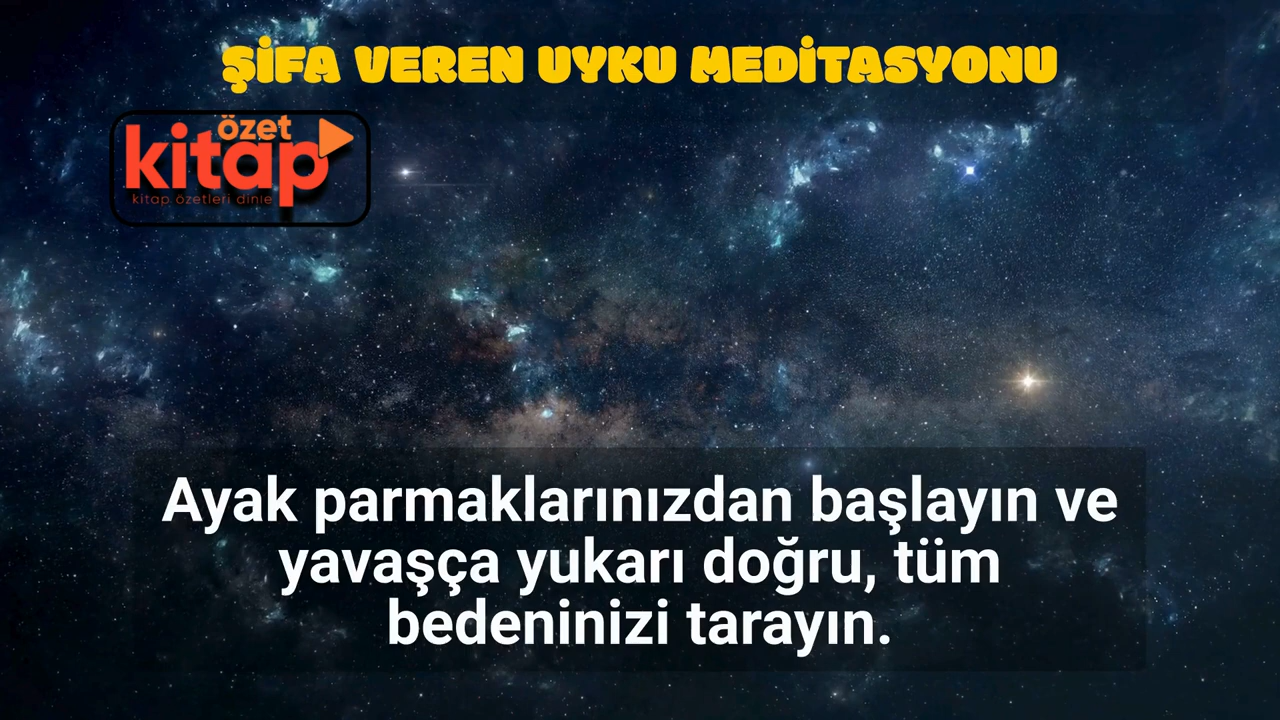 ŞİFA VEREN UYKU MEDİTASYONU
özet
kitap
kitap özetleri dinle
Ayak parmaklarınızdan başlayın ve
yavaşça yukarı doğru, tüm
bedeninizi tarayın.